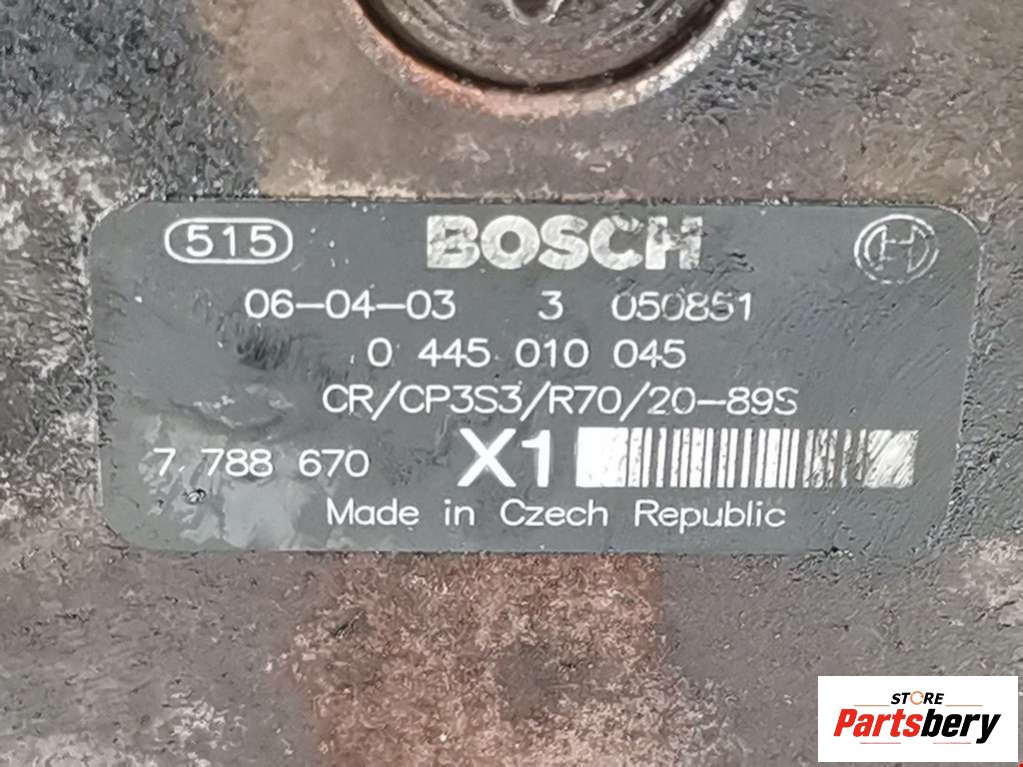 515 BOSCH
06-04-03 3 050851
0 445 010 045
CR/CP3S3/R70/20-89S
7 788 670 X1
Made in Czech Republic
STORE
Partsbery